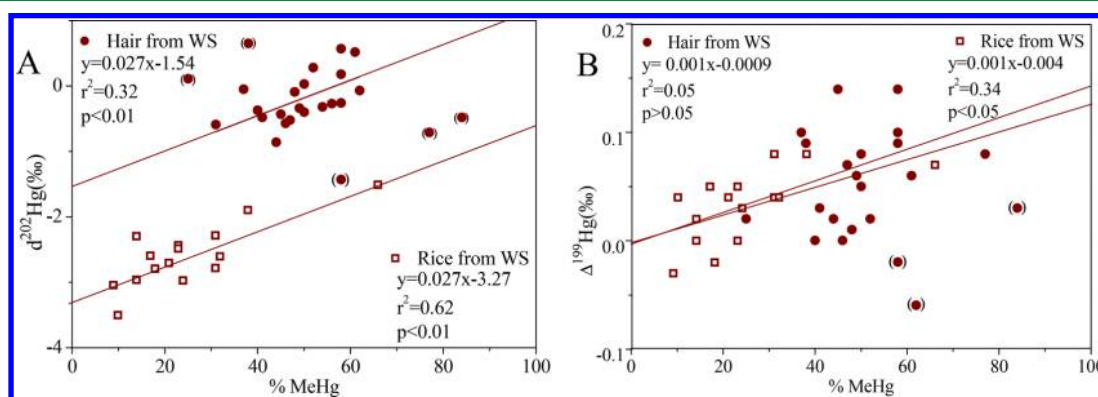 A
Hair from WS
y=0.027x-1.54
r²=0.32
p<0.01
0
-2
-4
d²⁰²Hg(‰)
Rice from WS
y=0.027x-3.27
r²=0.62
p<0.01
0 20 40 60 80 100
% MeHg
B
0.2
Hair from WS
y= 0.001x-0.0009
r²=0.05
p>0.05
Rice from WS
y=0.001x-0.004
r²=0.34
p<0.05
0.1
0.0
-0.1
Δ¹⁹⁹Hg(‰)
0 20 40 60 80 100
% MeHg